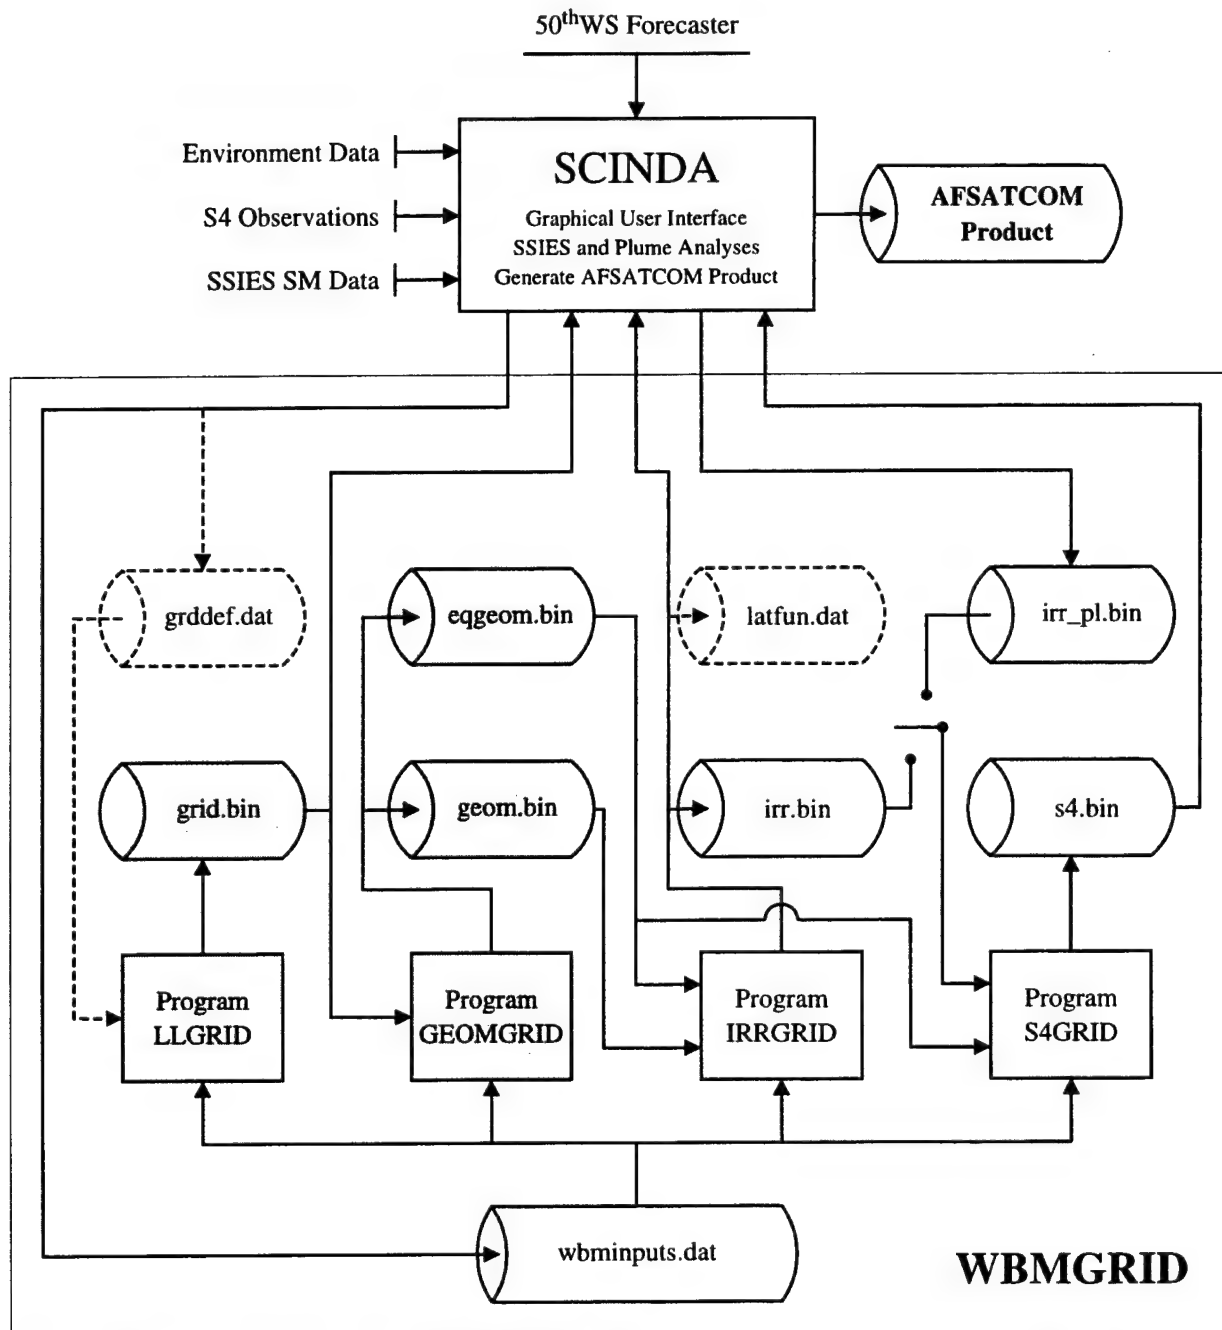 50thWS Forecaster
Environment Data
S4 Observations
SSIES SM Data
SCINDA
Graphical User Interface
SSIES and Plume Analyses
Generate AFSATCOM Product
AFSATCOM
Product
grddef.dat
eqgeom.bin
latfun.dat
irr_pl.bin
grid.bin
geom.bin
irr.bin
s4.bin
Program
LLGRID
Program
GEOMGRID
Program
IRRGRID
Program
S4GRID
wbminputs.dat
WBMGRID